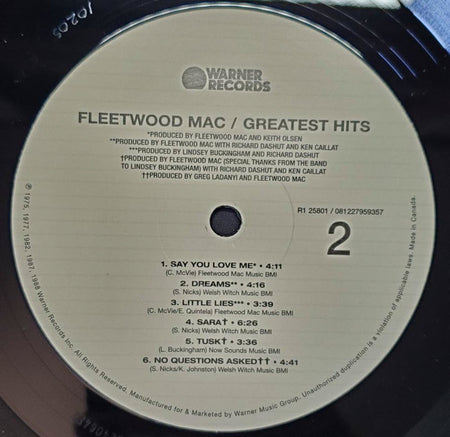 10205
WARNER
RECORDS
FLEETWOOD MAC / GREATEST HITS
*PRODUCED BY FLEETWOOD MAC AND KEITH OLSEN
**PRODUCED BY FLEETWOOD MAC WITH RICHARD DASHUT AND KEN CAILLAT
***PRODUCED BY LINDSEY BUCKINGHAM AND RICHARD DASHUT
†PRODUCED BY FLEETWOOD MAC (SPECIAL THANKS FROM THE BAND
TO LINDSEY BUCKINGHAM) WITH RICHARD DASHUT AND KEN CAILLAT
††PRODUCED BY GREG LADANYI AND FLEETWOOD MAC
R1 25801 / 081227959357
2
1. SAY YOU LOVE ME* • 4:11
(C. McVie) Fleetwood Mac Music BMI
2. DREAMS** • 4:16
(S. Nicks) Welsh Witch Music BMI
3. LITTLE LIES*** • 3:39
(C. McVie/E. Quintela) Fleetwood Mac Music BMI
4. SARA† • 6:26
(S. Nicks) Welsh Witch Music BMI
5. TUSK† • 3:36
(L. Buckingham) Now Sounds Music BMI
6. NO QUESTIONS ASKED†† • 4:41
(S. Nicks/K. Johnston) Welsh Witch Music BMI
℗ 1975, 1977, 1982, 1987, 1988 Warner Records Inc. All Rights Reserved. Manufactured for & Marketed by Warner Music Group. Unauthorized duplication is a violation of applicable laws. Made in Canada.